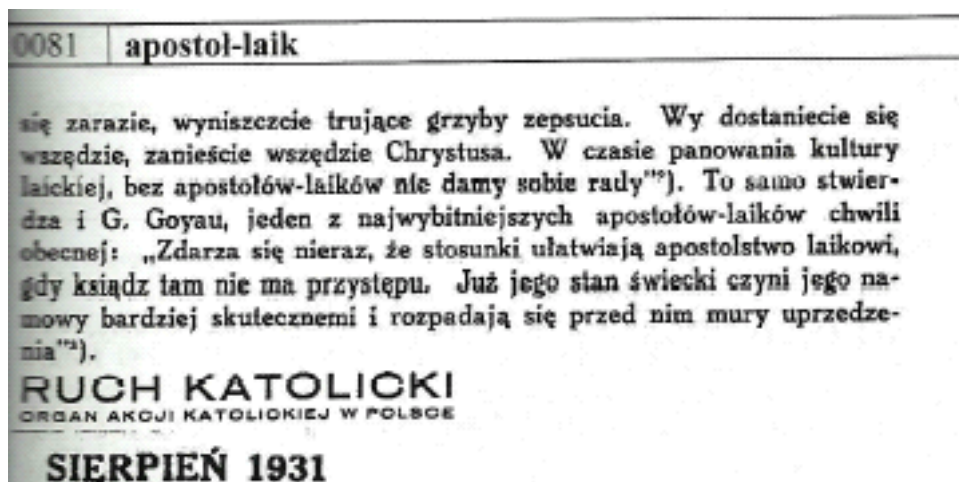 0081 apostoł-laik
się zarazie, wyniszczcie trujące grzyby zepsucia. Wy dostaniecie się
wszędzie, zanieście wszędzie Chrystusa. W czasie panowania kultury
laickiej, bez apostołów-laików nie damy sobie rady"²). To samo stwier-
dza i G. Goyau, jeden z najwybitniejszych apostołów-laików chwili
obecnej: „Zdarza się nieraz, że stosunki ułatwiają apostolstwo laikowi,
gdy ksiądz tam nie ma przystępu. Już jego stan świecki czyni jego na-
mowy bardziej skutecznemi i rozpadają się przed nim mury uprzedze-
nia"³).
RUCH KATOLICKI
ORGAN AKCJI KATOLICKIEJ W POLSCE
SIERPIEŃ 1931